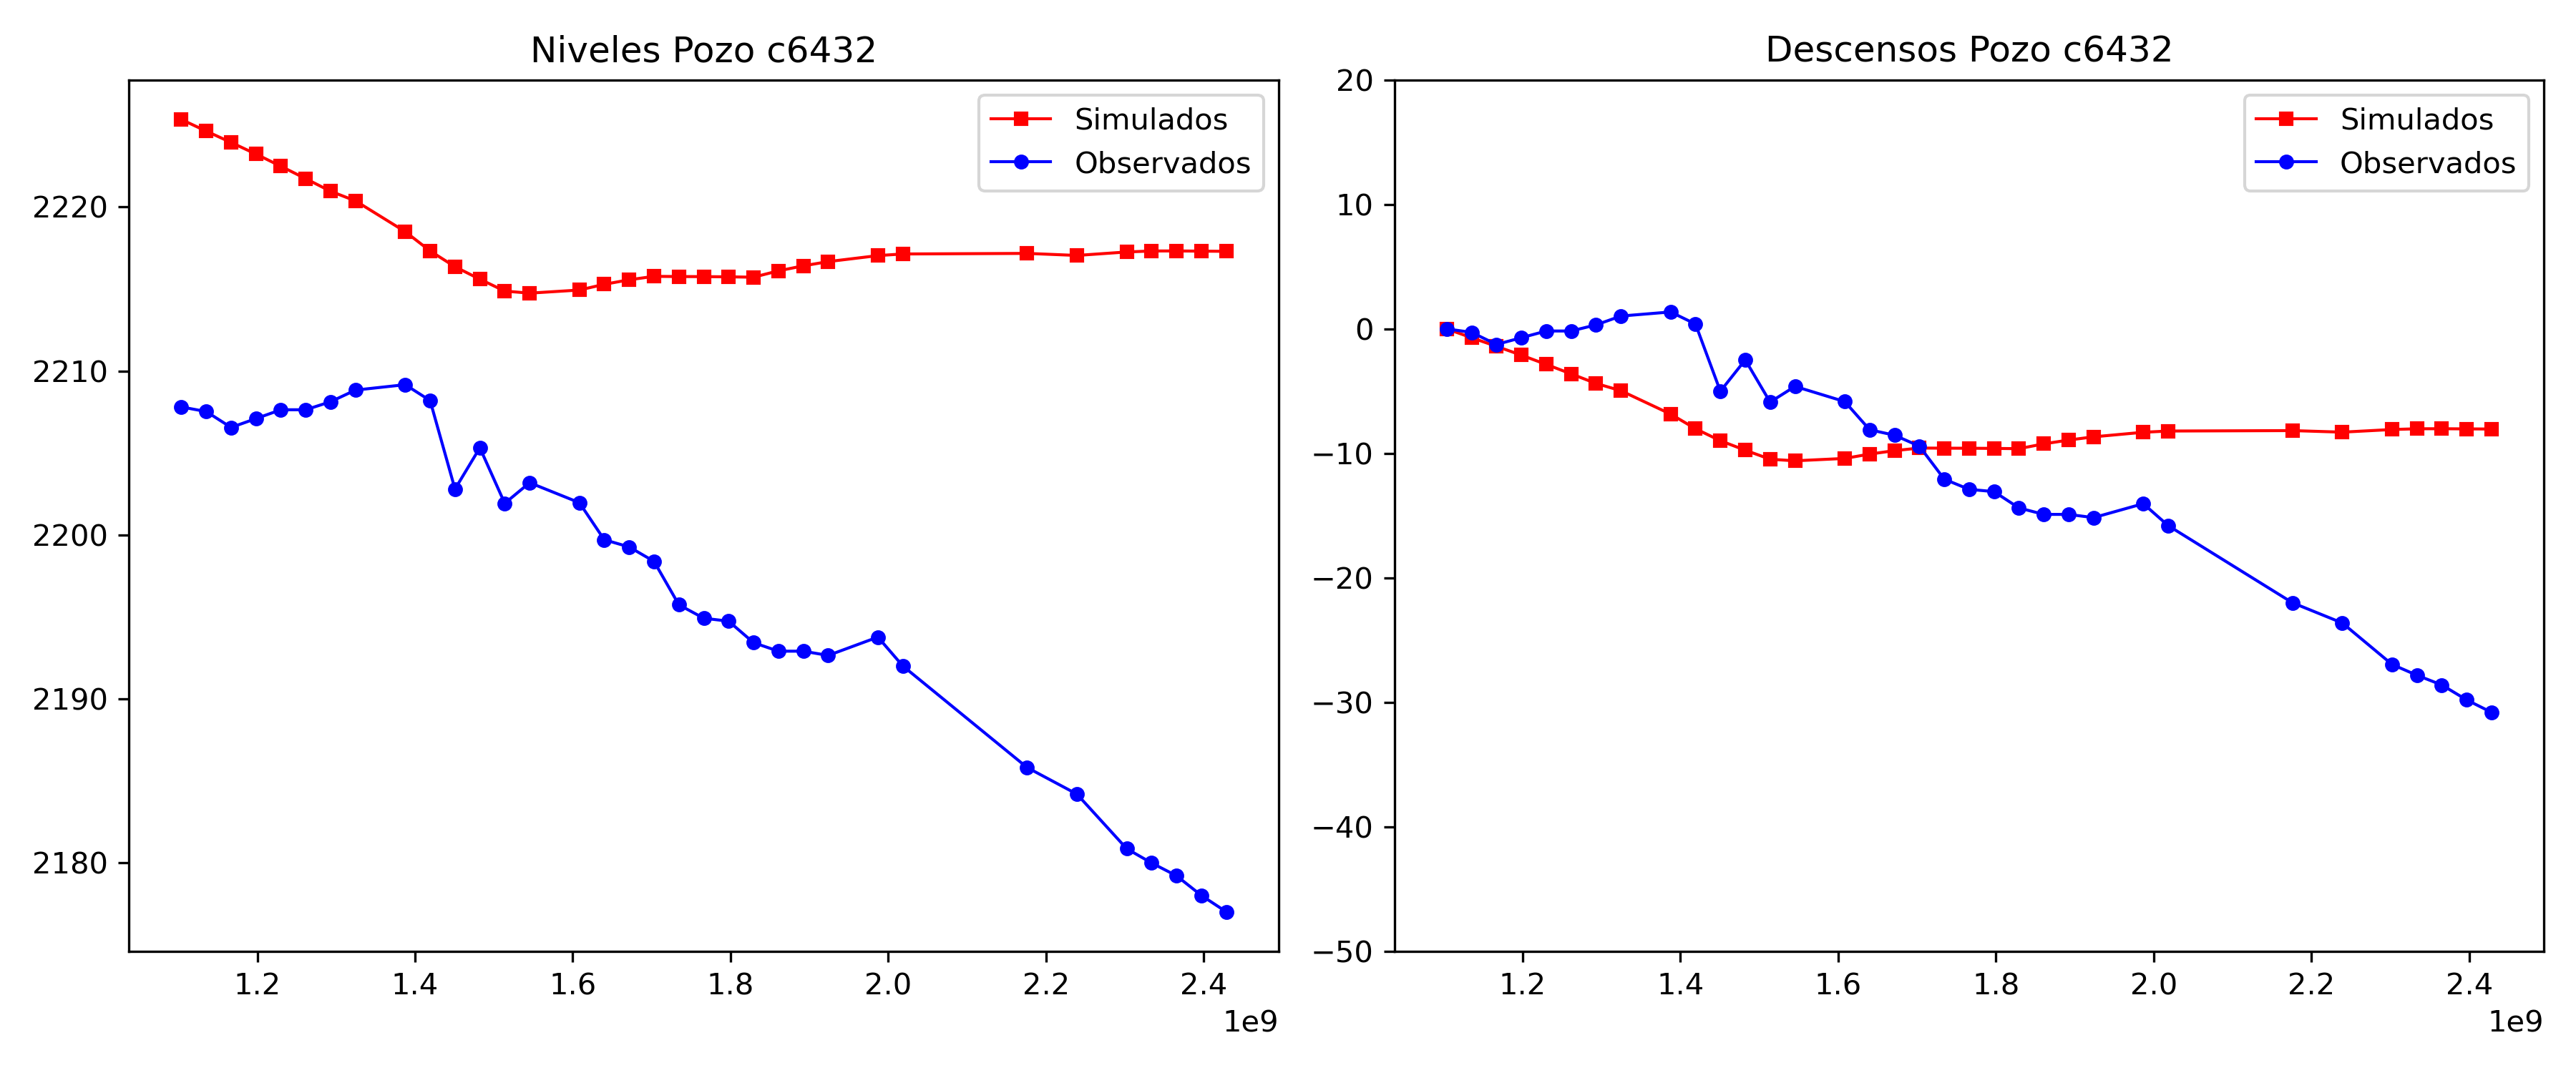 Niveles Pozo c6432
Simulados
Observados
2220
2210
2200
2190
2180
1.2 1.4 1.6 1.8 2.0 2.2 2.4
1e9
Descensos Pozo c6432
Simulados
Observados
20
10
0
−10
−20
−30
−40
−50
1.2 1.4 1.6 1.8 2.0 2.2 2.4
1e9